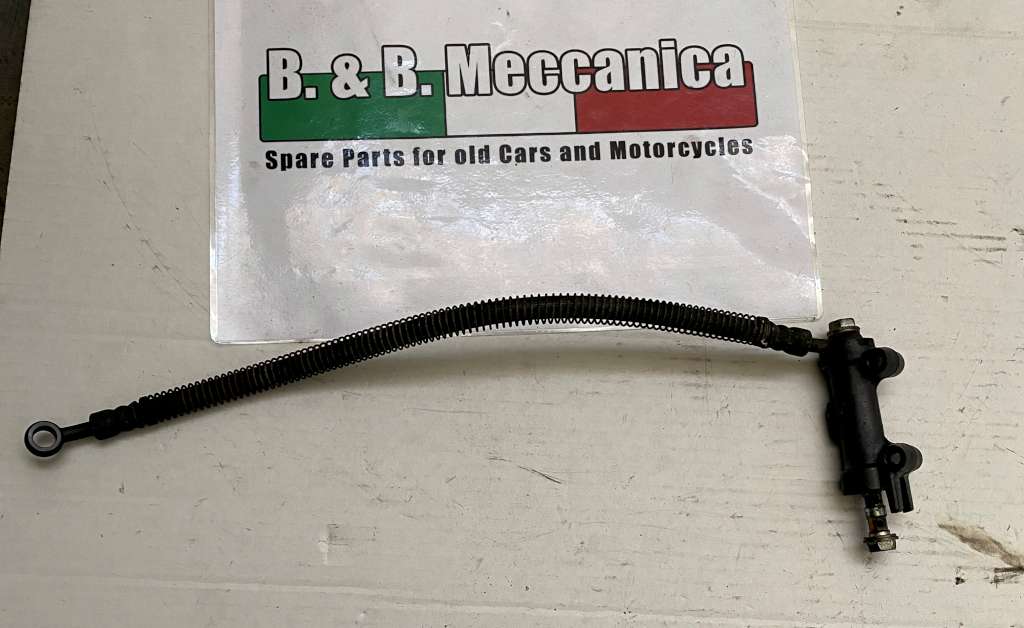 B. & B. Meccanica
Spare Parts for old Cars and Motorcycles